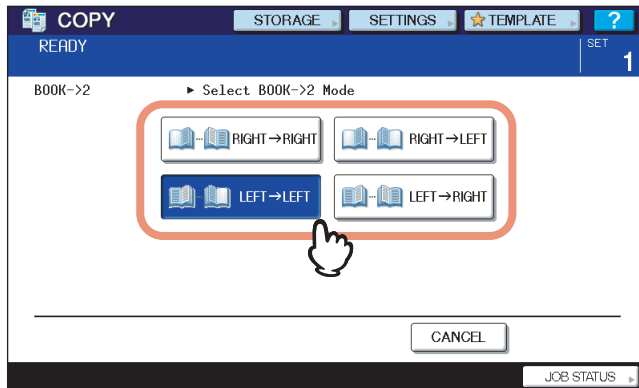 COPY STORAGE SETTINGS TEMPLATE ?
READY SET 1
BOOK->2 ► Select BOOK->2 Mode
RIGHT→RIGHT RIGHT→LEFT
LEFT→LEFT LEFT→RIGHT
CANCEL
JOB STATUS